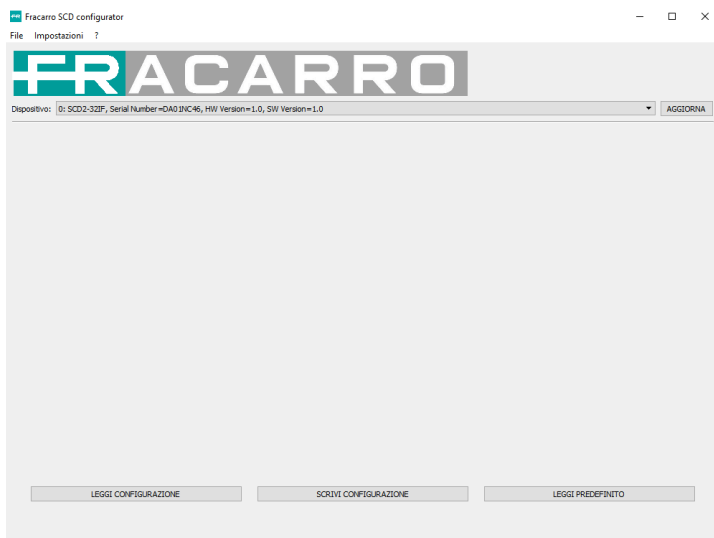 FR Fracarro SCD configurator
File Impostazioni ?
FRACARRO
Dispositivo: 0: SCD2-32IF, Serial Number=DA01NC46, HW Version=1.0, SW Version=1.0 AGGIORNA
LEGGI CONFIGURAZIONE SCRIVI CONFIGURAZIONE LEGGI PREDEFINITO